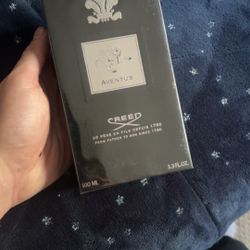 AVENTUS
CREED
DE PÈRE EN FILS DEPUIS 1760
FROM FATHER TO SON SINCE 1760
100 ML
3.3 FL.OZ.